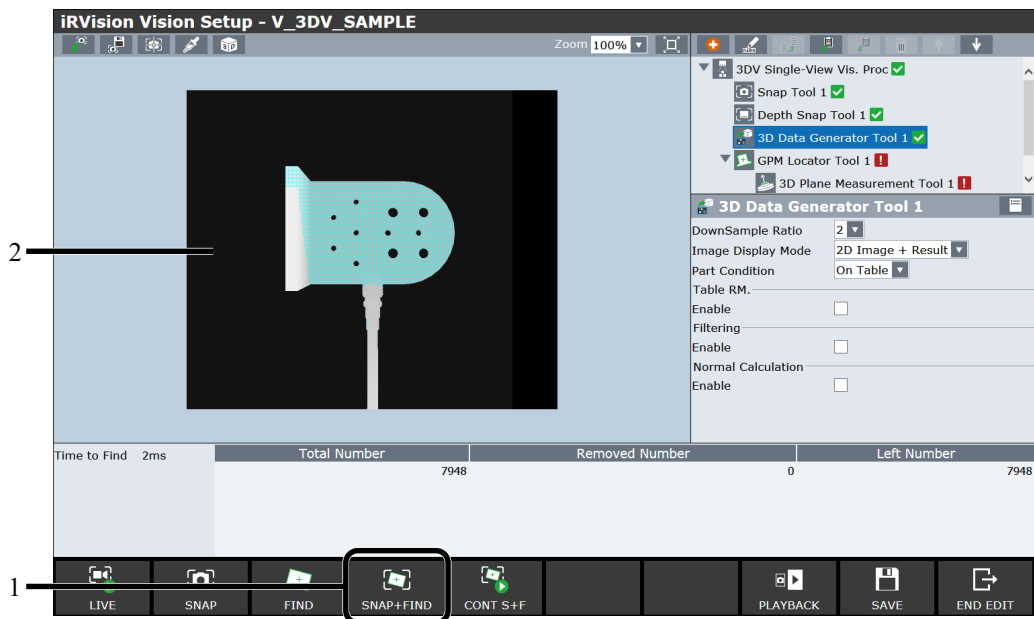 iRVision Vision Setup - V_3DV_SAMPLE
Zoom 100%
3DV Single-View Vis. Proc
Snap Tool 1
Depth Snap Tool 1
3D Data Generator Tool 1
GPM Locator Tool 1
3D Plane Measurement Tool 1
3D Data Generator Tool 1
DownSample Ratio 2
Image Display Mode 2D Image + Result
Part Condition On Table
Table RM.
Enable
Filtering
Enable
Normal Calculation
Enable
2
Time to Find 2ms Total Number Removed Number Left Number
7948 0 7948
1
LIVE SNAP FIND SNAP+FIND CONT S+F PLAYBACK SAVE END EDIT